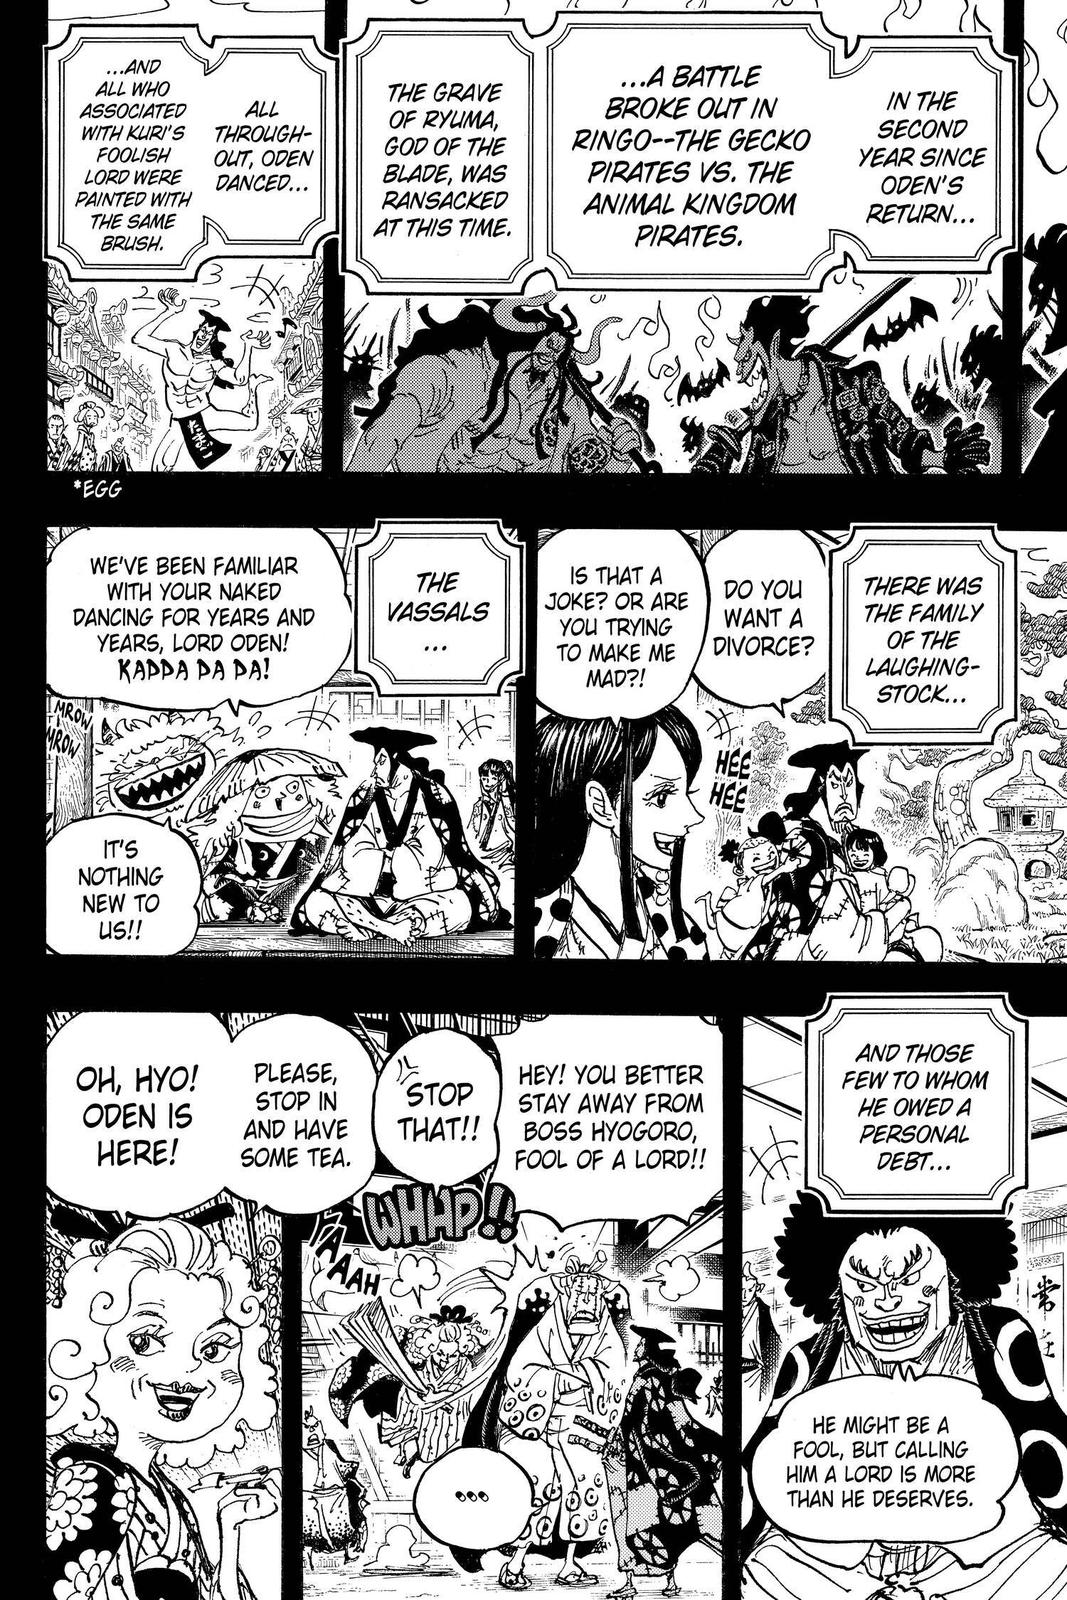 IN THE
SECOND
YEAR SINCE
ODEN'S
RETURN...
...A BATTLE
BROKE OUT IN
RINGO--THE GECKO
PIRATES VS. THE
ANIMAL KINGDOM
PIRATES.
THE GRAVE
OF RYUMA,
GOD OF THE
BLADE, WAS
RANSACKED
AT THIS TIME.
ALL
THROUGH-
OUT, ODEN
DANCED...
...AND
ALL WHO
ASSOCIATED
WITH KURI'S
FOOLISH
LORD WERE
PAINTED WITH
THE SAME
BRUSH.
*EGG
THERE WAS
THE FAMILY
OF THE
LAUGHING-
STOCK...
DO YOU
WANT A
DIVORCE?
IS THAT A
JOKE? OR ARE
YOU TRYING
TO MAKE ME
MAD?!
HEE
HEE
THE
VASSALS
...
WE'VE BEEN FAMILIAR
WITH YOUR NAKED
DANCING FOR YEARS AND
YEARS, LORD ODEN!
KAPPA PA PA!
MROW
MROW
IT'S
NOTHING
NEW TO
US!!
AND THOSE
FEW TO WHOM
HE OWED A
PERSONAL
DEBT...
HE MIGHT BE A
FOOL, BUT CALLING
HIM A LORD IS MORE
THAN HE DESERVES.
HEY! YOU BETTER
STAY AWAY FROM
BOSS HYOGORO,
FOOL OF A LORD!!
STOP
THAT!!
WHAP!!
AAAH
...
PLEASE,
STOP IN
AND HAVE
SOME TEA.
OH, HYO!
ODEN IS
HERE!